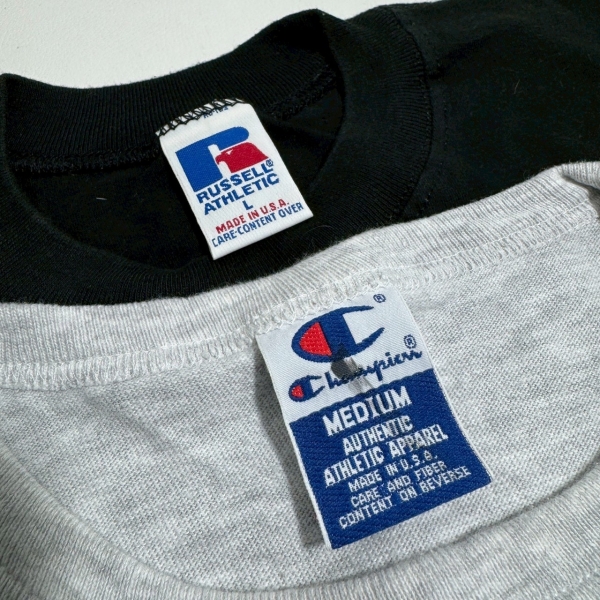 RUSSELL®
ATHLETIC
L
MADE IN U.S.A.
CARE-CONTENT OVER
®
Champion®
MEDIUM
AUTHENTIC
ATHLETIC APPAREL
MADE IN U.S.A.
CARE AND FIBER
CONTENT ON REVERSE